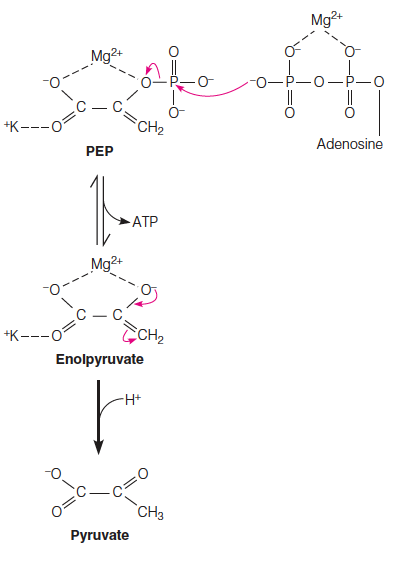 Mg2+
Mg2+
O
O- O-
-O O—P—O- -O—P—O—P—O
C—C
O- O O
+K---O CH2
Adenosine
PEP
ATP
Mg2+
-O O-
C—C
+K---O CH2
Enolpyruvate
H+
-O O
C—C
O CH3
Pyruvate